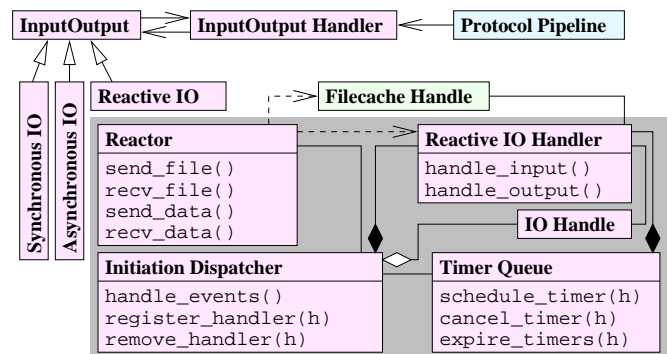 InputOutput
InputOutput Handler
Protocol Pipeline
Synchronous IO
Asynchronous IO
Reactive IO
Filecache Handle
Reactor
send_file()
recv_file()
send_data()
recv_data()
Reactive IO Handler
handle_input()
handle_output()
IO Handle
Initiation Dispatcher
handle_events()
register_handler(h)
remove_handler(h)
Timer Queue
schedule_timer(h)
cancel_timer(h)
expire_timers(h)